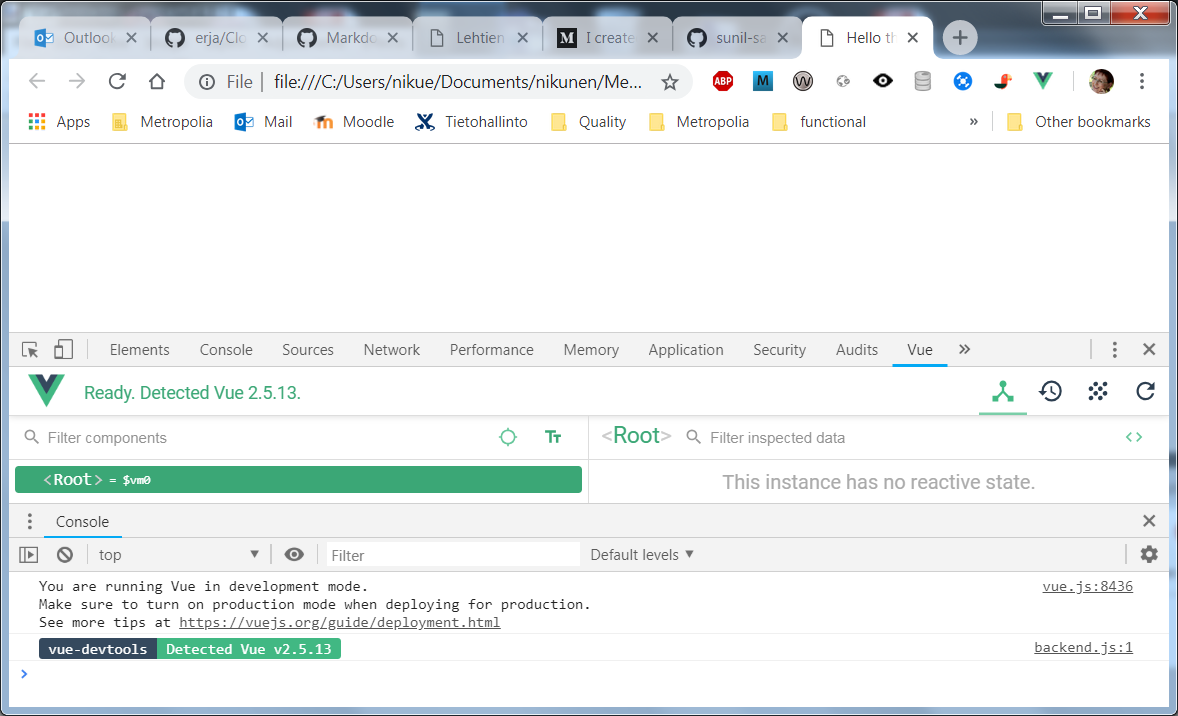 Outlook
erja/Clo
Markdo
Lehtien
M I create
sunil-sa
Hello th
File file:///C:/Users/nikue/Documents/nikunen/Me...
ABP M W
Apps Metropolia Mail Moodle Tietohallinto Quality Metropolia functional » Other bookmarks
Elements Console Sources Network Performance Memory Application Security Audits Vue »
Ready. Detected Vue 2.5.13.
Filter components Tт <Root> Filter inspected data < >
<Root> = $vm0
This instance has no reactive state.
Console
top Filter Default levels
You are running Vue in development mode. vue.js:8436
Make sure to turn on production mode when deploying for production.
See more tips at https://vuejs.org/guide/deployment.html
vue-devtools Detected Vue v2.5.13 backend.js:1
>